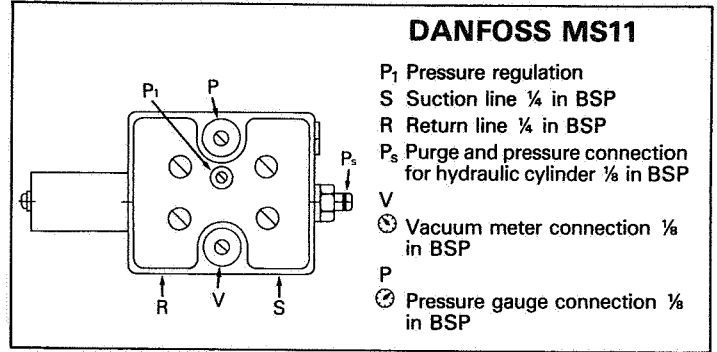 DANFOSS MS11
P₁ Pressure regulation
S Suction line ¼ in BSP
R Return line ¼ in BSP
Pₛ Purge and pressure connection
for hydraulic cylinder ⅛ in BSP
V
Vacuum meter connection ⅛
in BSP
P
Pressure gauge connection ⅛
in BSP
P₁
P
Pₛ
R
V
S